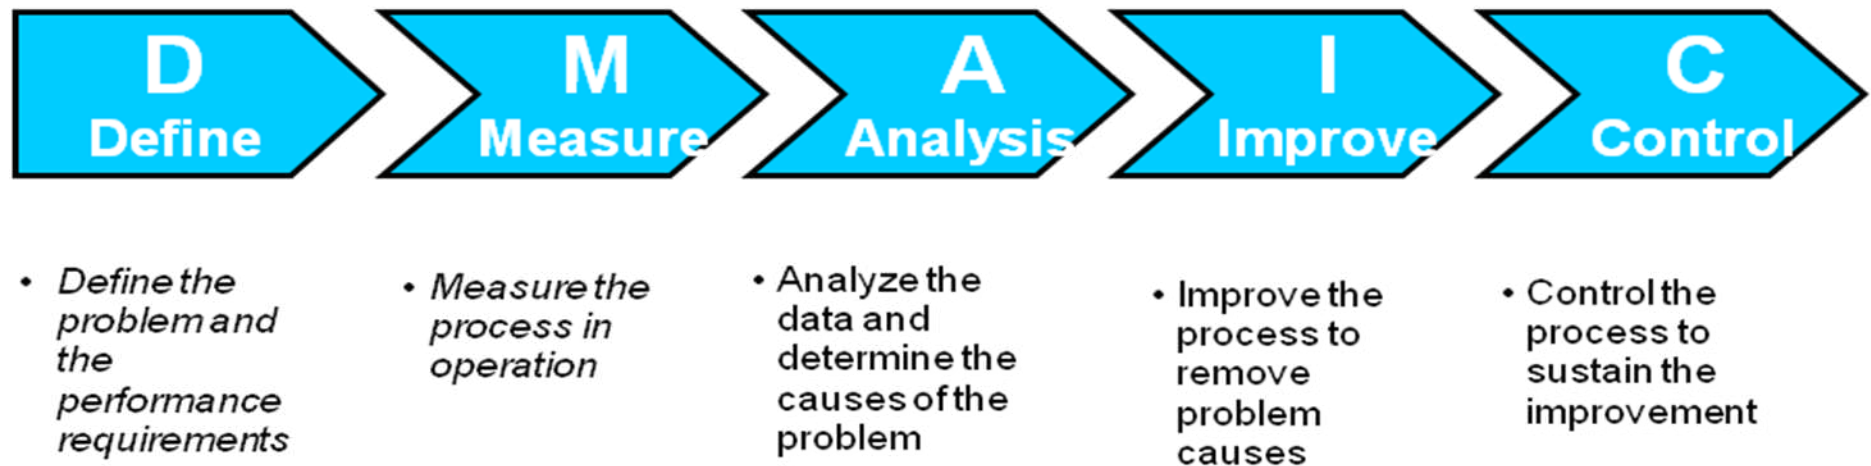 D
Define
M
Measure
A
Analysis
I
Improve
C
Control
• Define the
problem and
the
performance
requirements
• Measure the
process in
operation
• Analyze the
data and
determine the
causes of the
problem
• Improve the
process to
remove
problem
causes
• Control the
process to
sustain the
improvement